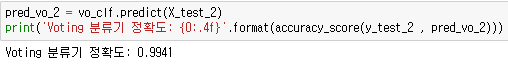 pred_vo_2 = vo_clf.predict(X_test_2)
print('Voting 분류기 정확도: {0:.4f}'.format(accuracy_score(y_test_2 , pred_vo_2)))
Voting 분류기 정확도: 0.9941